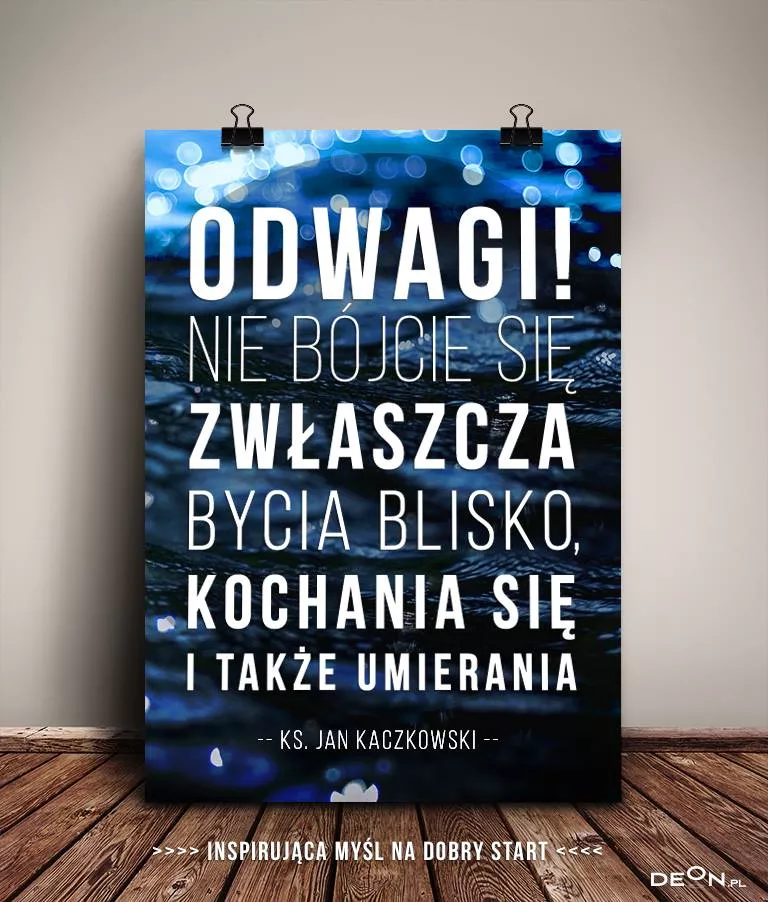 ODWAGI!
NIE BÓJCIE SIĘ
ZWŁASZCZA
BYCIA BLISKO,
KOCHANIA SIĘ
I TAKŻE UMIERANIA
-- KS. JAN KACZKOWSKI --
>>>> INSPIRUJĄCA MYŚL NA DOBRY START <<<<
DEON.PL